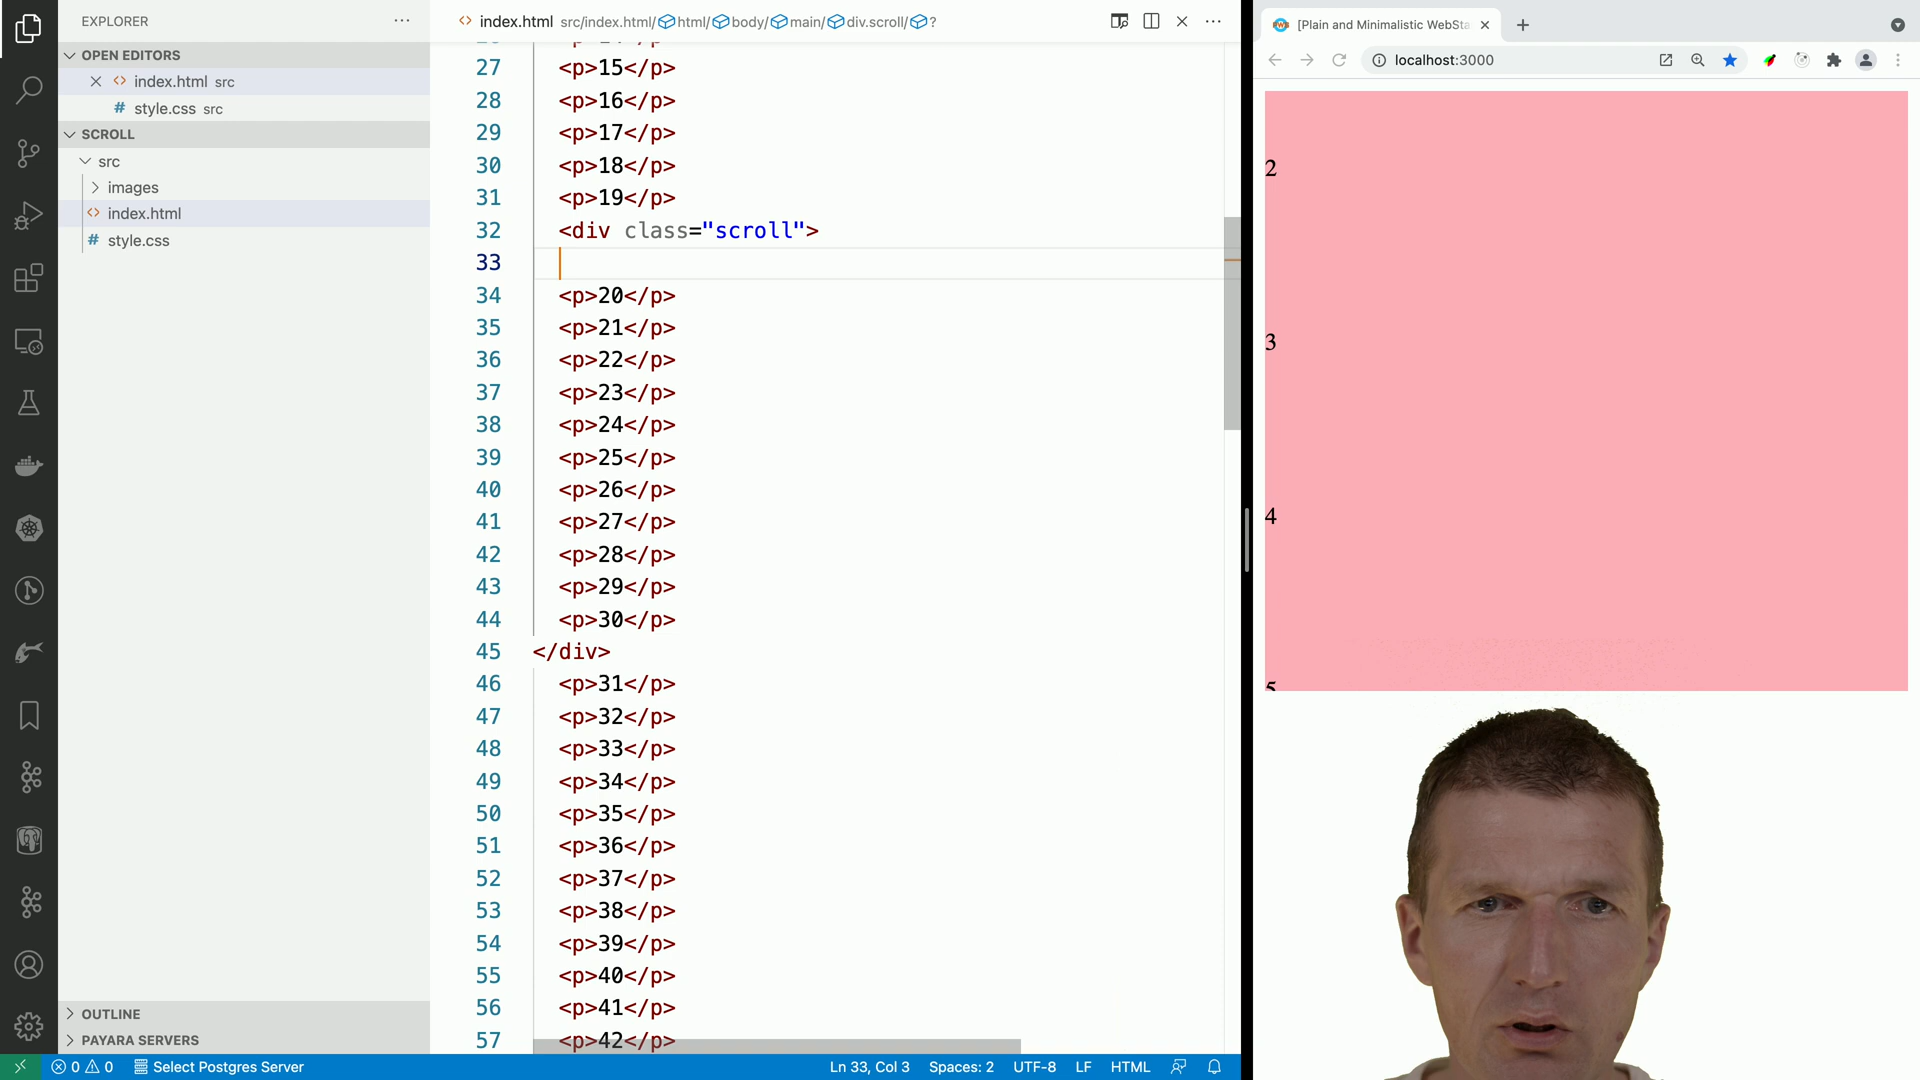 EXPLORER
OPEN EDITORS
index.html src
style.css src
SCROLL
src
images
index.html
style.css
OUTLINE
PAYARA SERVERS
index.html src/index.html/html/body/main/div.scroll/?
27 <p>15</p>
28 <p>16</p>
29 <p>17</p>
30 <p>18</p>
31 <p>19</p>
32 <div class="scroll">
33
34 <p>20</p>
35 <p>21</p>
36 <p>22</p>
37 <p>23</p>
38 <p>24</p>
39 <p>25</p>
40 <p>26</p>
41 <p>27</p>
42 <p>28</p>
43 <p>29</p>
44 <p>30</p>
45 </div>
46 <p>31</p>
47 <p>32</p>
48 <p>33</p>
49 <p>34</p>
50 <p>35</p>
51 <p>36</p>
52 <p>37</p>
53 <p>38</p>
54 <p>39</p>
55 <p>40</p>
56 <p>41</p>
57 <p>42</p>
0 0 Select Postgres Server Ln 33, Col 3 Spaces: 2 UTF-8 LF HTML
[Plain and Minimalistic WebSta
localhost:3000
2
3
4
5